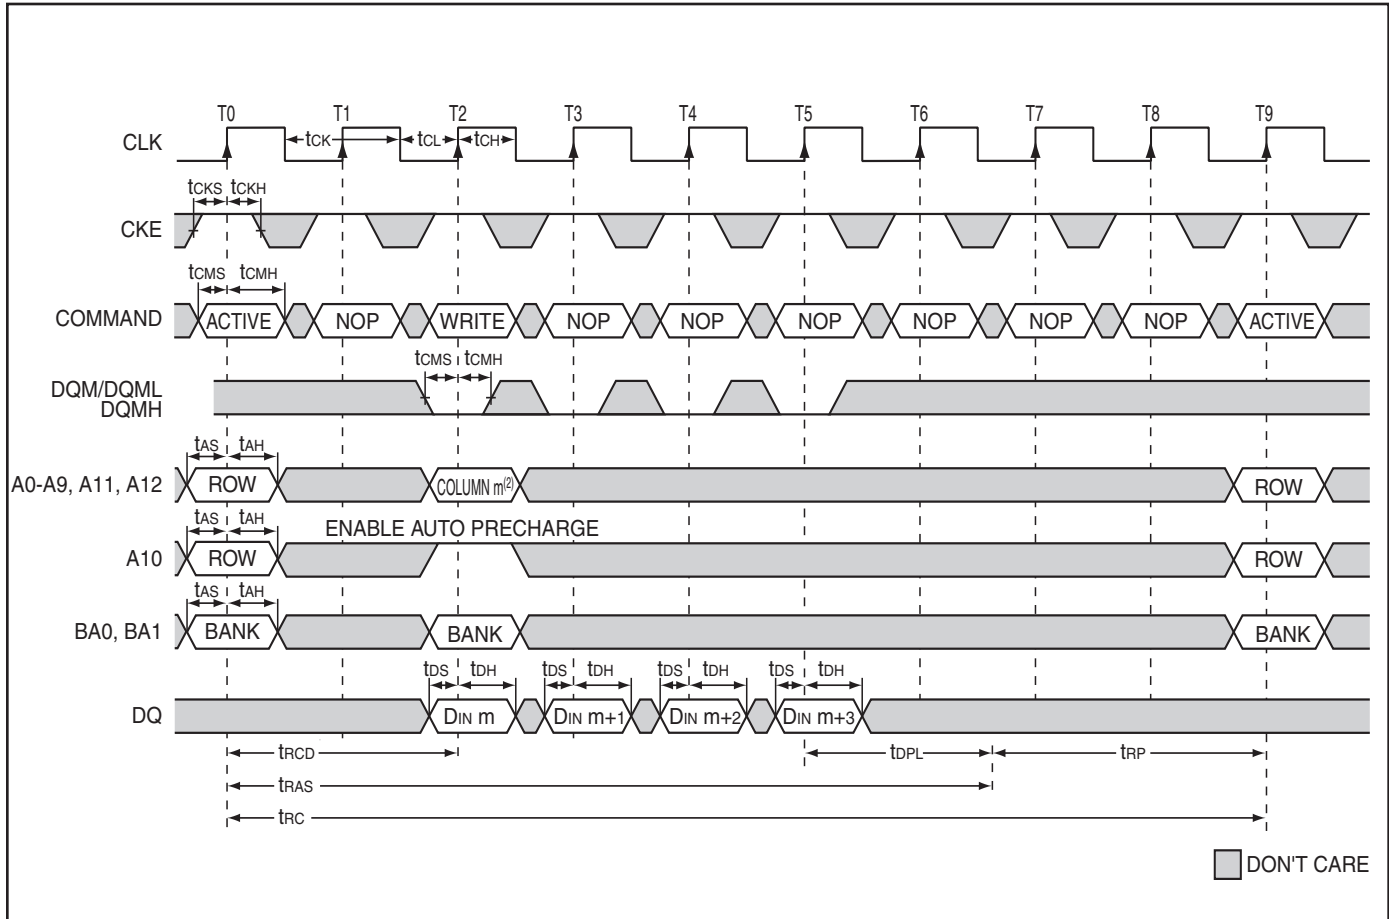 T0 T1 T2 T3 T4 T5 T6 T7 T8 T9
CLK tCK tCL tCH
tCKS tCKH
CKE
tCMS tCMH
COMMAND ACTIVE NOP WRITE NOP NOP NOP NOP NOP NOP ACTIVE
tCMS tCMH
DQM/DQML
DQMH
tAS tAH
A0-A9, A11, A12 ROW COLUMN m(2) ROW
tAS tAH ENABLE AUTO PRECHARGE
A10 ROW ROW
tAS tAH
BA0, BA1 BANK BANK BANK
tDS tDH tDS tDH tDS tDH tDS tDH
DQ DIN m DIN m+1 DIN m+2 DIN m+3
tRCD tDPL tRP
tRAS
tRC
DON'T CARE